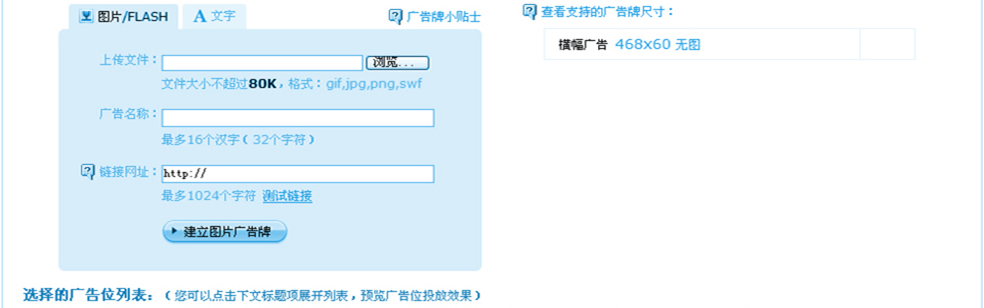 图片/FLASH A 文字 广告牌小贴士
上传文件： 浏览...
文件大小不超过80K，格式：gif,jpg,png,swf
广告名称：
最多16个汉字（32个字符）
链接网址： http://
最多1024个字符 测试链接
建立图片广告牌
查看支持的广告牌尺寸：
横幅广告 468x60 无图
选择的广告位列表：（您可以点击下文标题项展开列表，预览广告位投放效果）